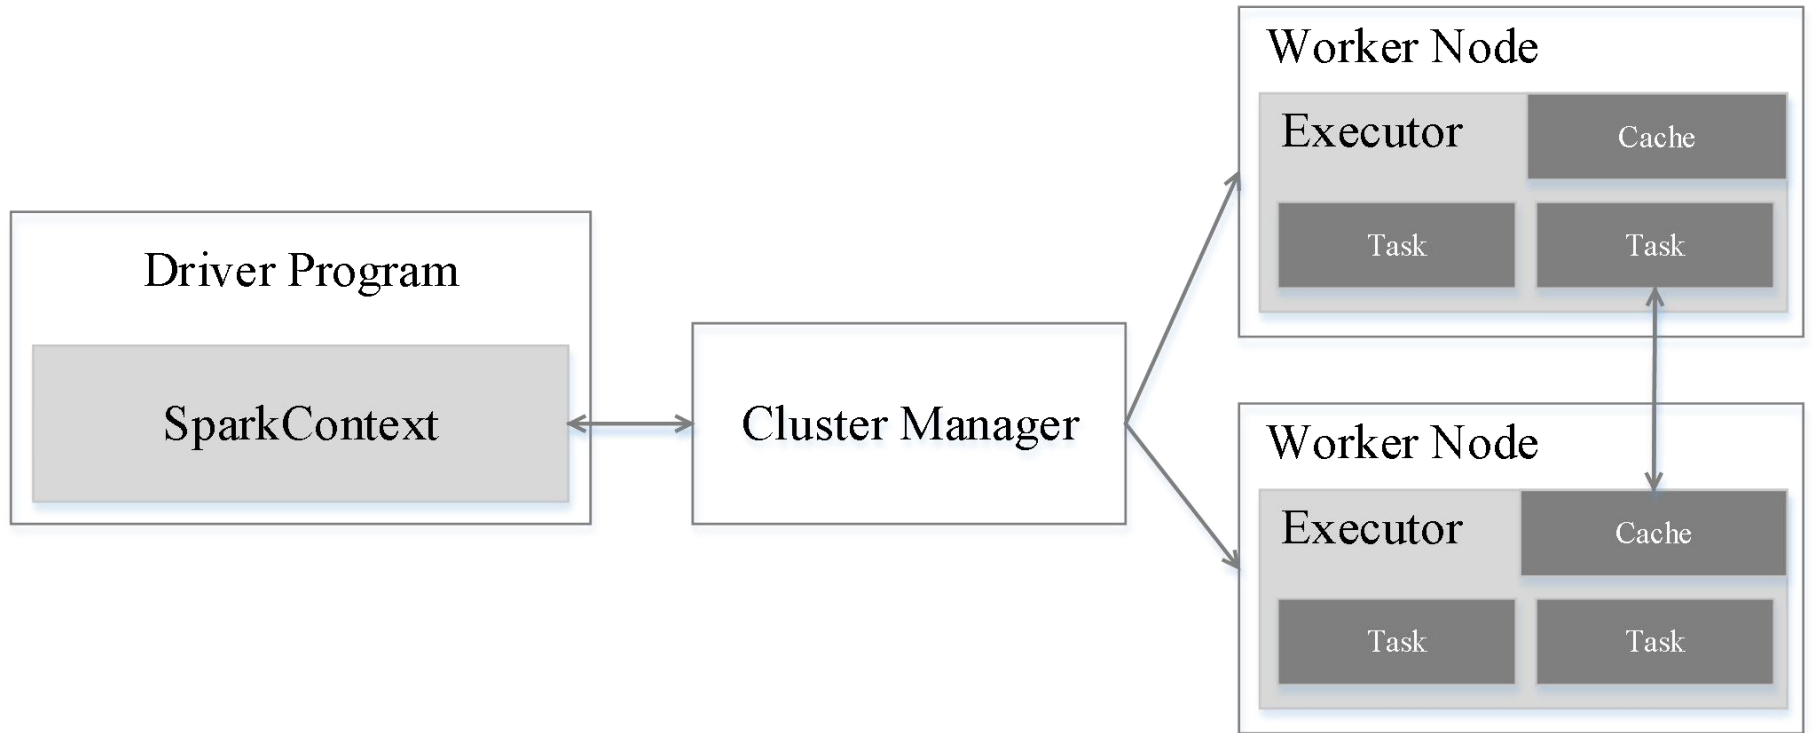 Driver Program
SparkContext
Cluster Manager
Worker Node
Executor
Cache
Task
Task
Worker Node
Executor
Cache
Task
Task